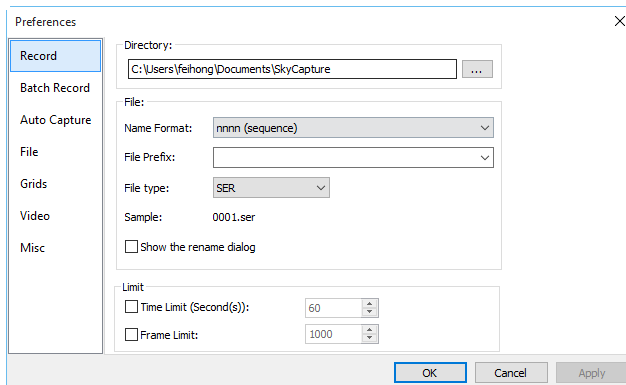 Preferences
Record
Batch Record
Auto Capture
File
Grids
Video
Misc
Directory:
C:\Users\feihong\Documents\SkyCapture
...
File:
Name Format: nnnn (sequence)
File Prefix:
File type: SER
Sample: 0001.ser
Show the rename dialog
Limit
Time Limit (Second(s)): 60
Frame Limit: 1000
OK Cancel Apply